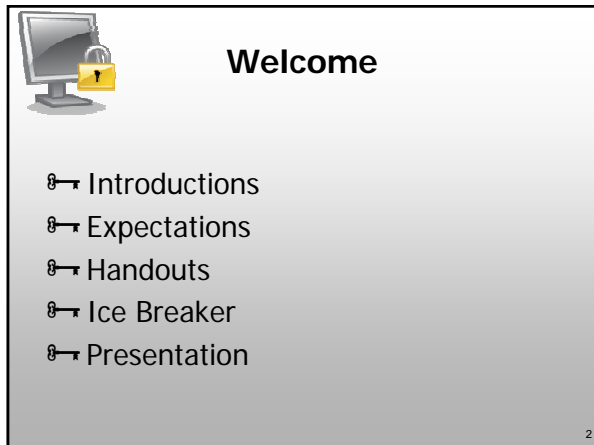 Welcome
Introductions
Expectations
Handouts
Ice Breaker
Presentation
2